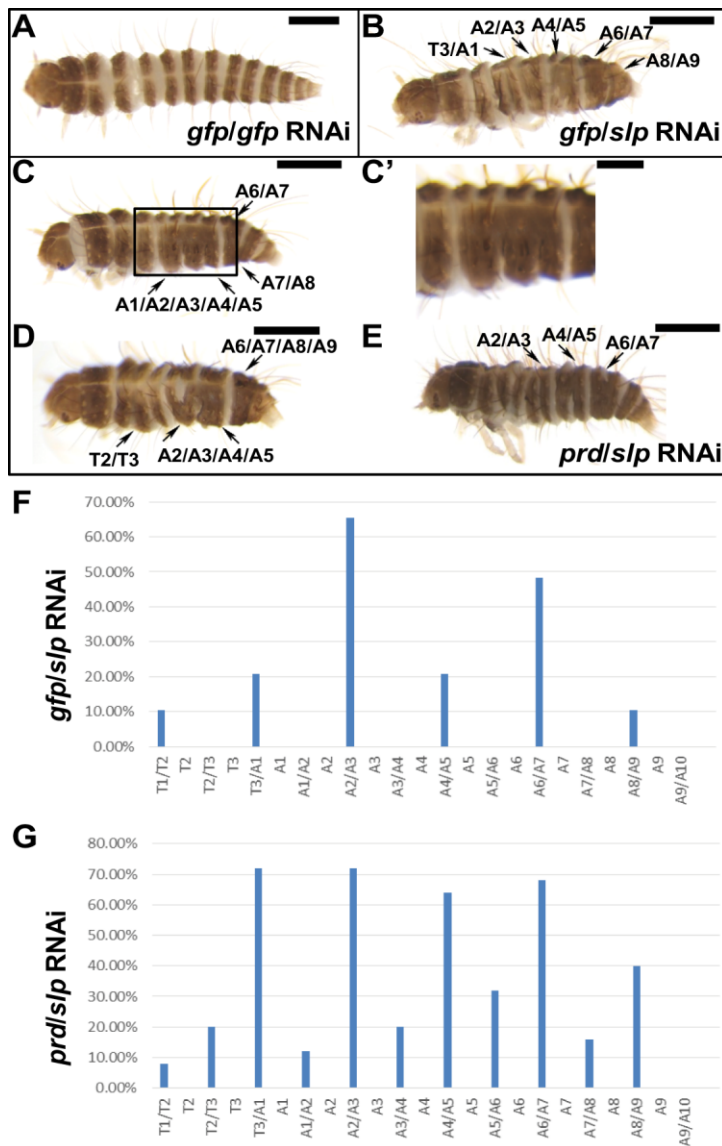 A
gfp/gfp RNAi
B
T3/A1
A2/A3
A4/A5
A6/A7
A8/A9
gfp/slp RNAi
C
A6/A7
A7/A8
A1/A2/A3/A4/A5
C'
D
A6/A7/A8/A9
T2/T3
A2/A3/A4/A5
E
A2/A3
A4/A5
A6/A7
prd/slp RNAi
F
gfp/slp RNAi
70.00%
60.00%
50.00%
40.00%
30.00%
20.00%
10.00%
0.00%
T1/T2 T2 T2/T3 T3 T3/A1 A1 A1/A2 A2 A2/A3 A3 A3/A4 A4 A4/A5 A5 A5/A6 A6 A6/A7 A7 A7/A8 A8 A8/A9 A9 A9/A10
G
prd/slp RNAi
80.00%
70.00%
60.00%
50.00%
40.00%
30.00%
20.00%
10.00%
0.00%
T1/T2 T2 T2/T3 T3 T3/A1 A1 A1/A2 A2 A2/A3 A3 A3/A4 A4 A4/A5 A5 A5/A6 A6 A6/A7 A7 A7/A8 A8 A8/A9 A9 A9/A10